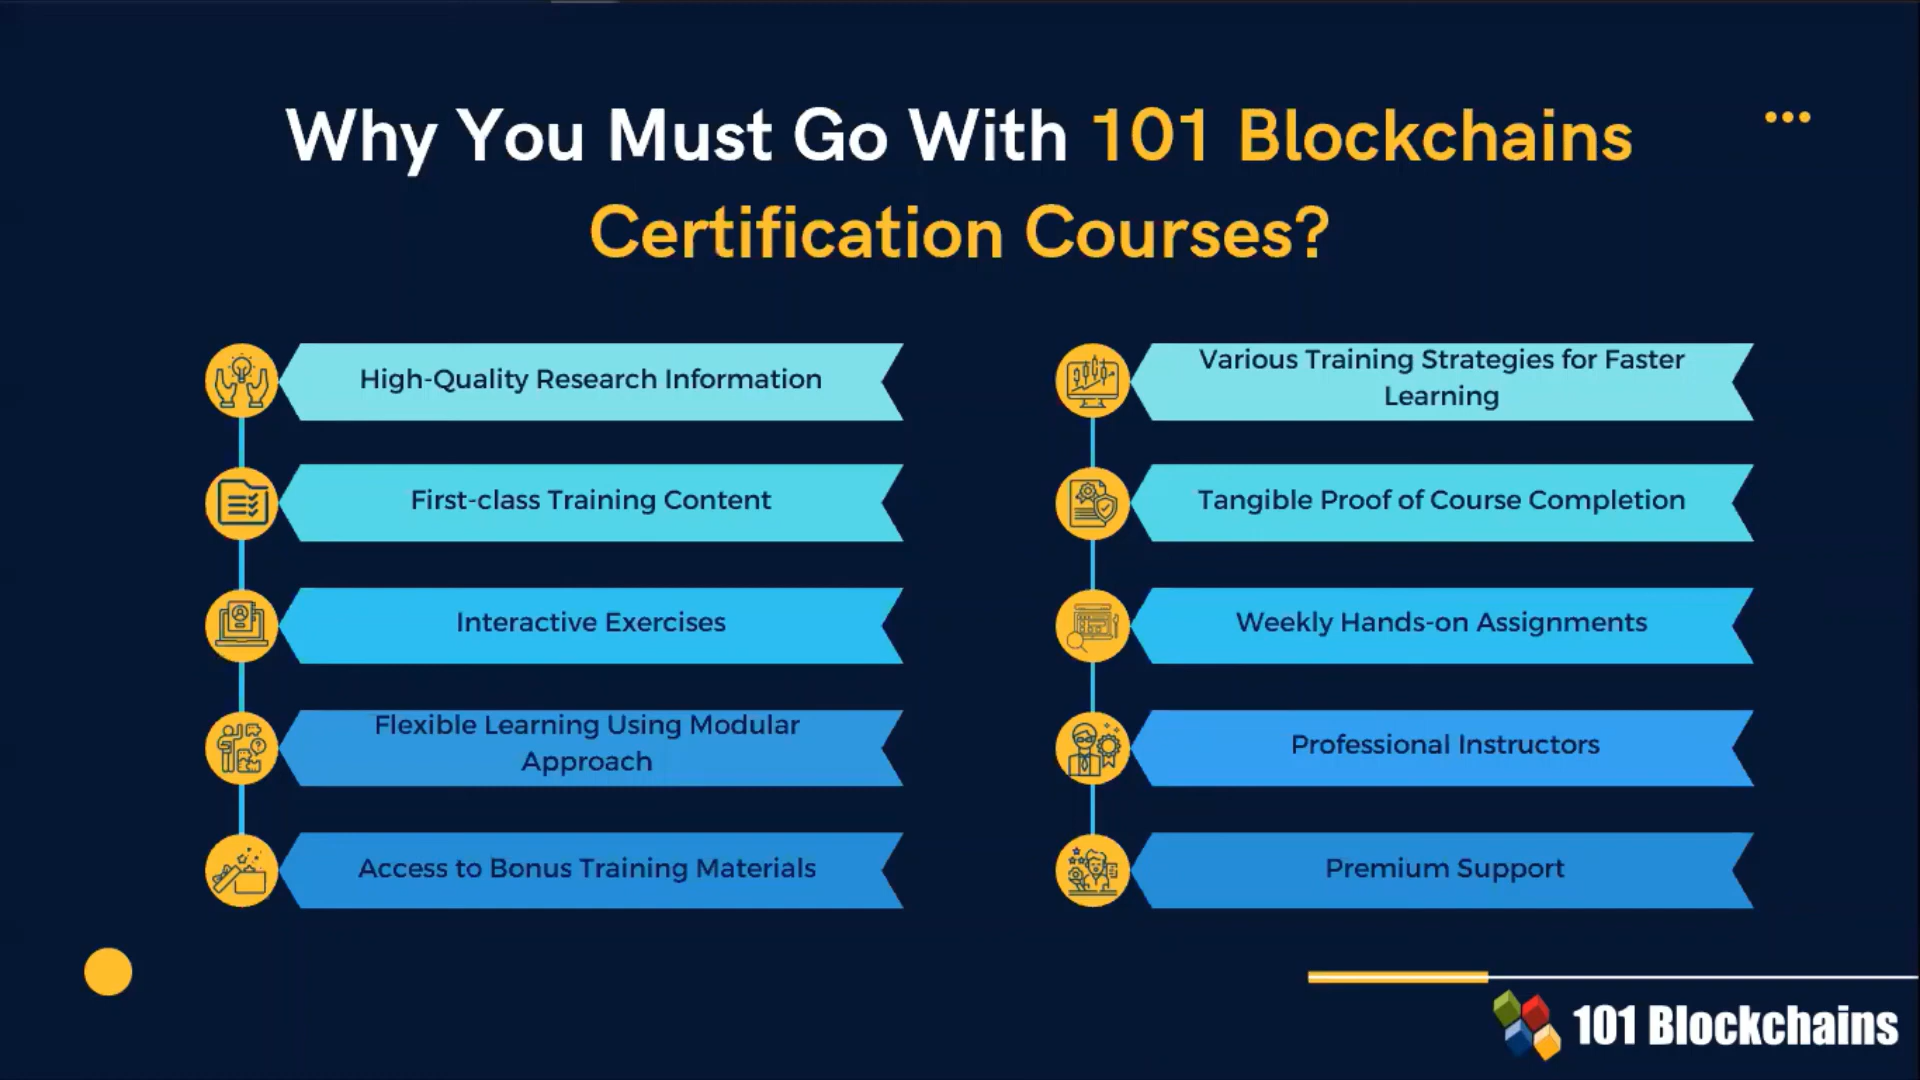 Why You Must Go With 101 Blockchains
Certification Courses?
High-Quality Research Information
First-class Training Content
Interactive Exercises
Flexible Learning Using Modular
Approach
Access to Bonus Training Materials
Various Training Strategies for Faster
Learning
Tangible Proof of Course Completion
Weekly Hands-on Assignments
Professional Instructors
Premium Support
101 Blockchains